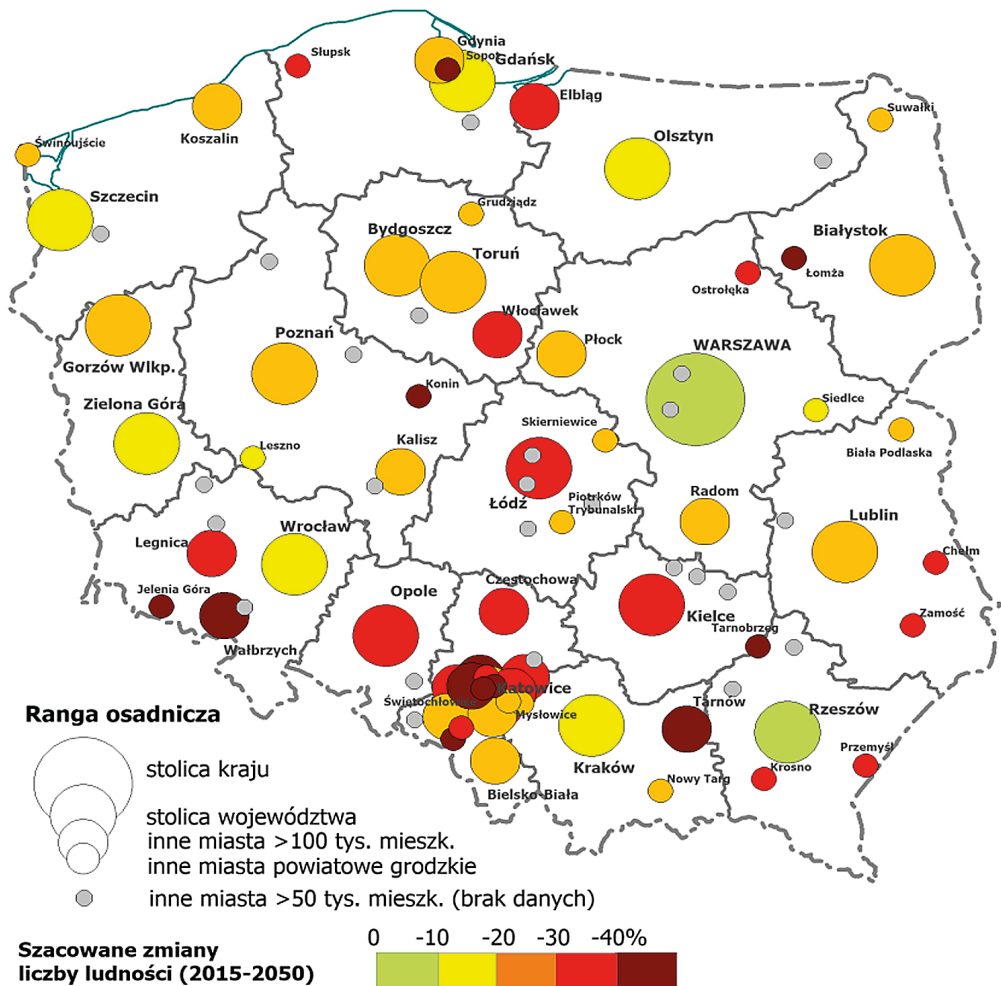 Gdynia
Słupsk
Sopot
Gdańsk
Elbląg
Suwałki
Koszalin
Olsztyn
Świnoujście
Szczecin
Grudziądz
Bydgoszcz
Białystok
Toruń
Łomża
Ostrołęka
Włocławek
Poznań
Płock
WARSZAWA
Gorzów Wlkp.
Konin
Zielona Góra
Siedlce
Skierniewice
Kalisz
Leszno
Biała Podlaska
Radom
Piotrków
Trybunalski
Łódź
Lublin
Wrocław
Legnica
Chełm
Częstochowa
Jelenia Góra
Opole
Kielce
Zamość
Tarnobrzeg
Wałbrzych
Katowice
Świętochłowice
Tarnów
Mysłowice
Rzeszów
Ranga osadnicza
Przemyśl
stolica kraju
Kraków
Krosno
Nowy Targ
Bielsko-Biała
stolica województwa
inne miasta >100 tys. mieszk.
inne miasta powiatowe grodzkie
inne miasta >50 tys. mieszk. (brak danych)
0 -10 -20 -30 -40%
Szacowane zmiany
liczby ludności (2015-2050)